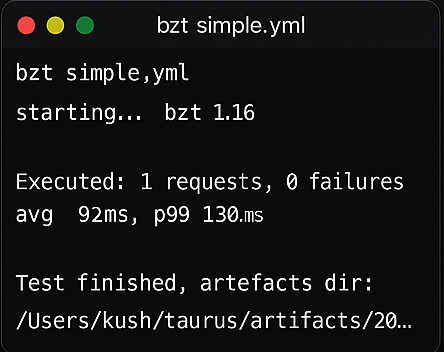 bzt simple.yml
bzt simple,yml
starting... bzt 1.16
Executed: 1 requests, 0 failures
avg 92ms, p99 130.ms
Test finished, artefacts dir:
/Users/kush/taurus/artifacts/20...